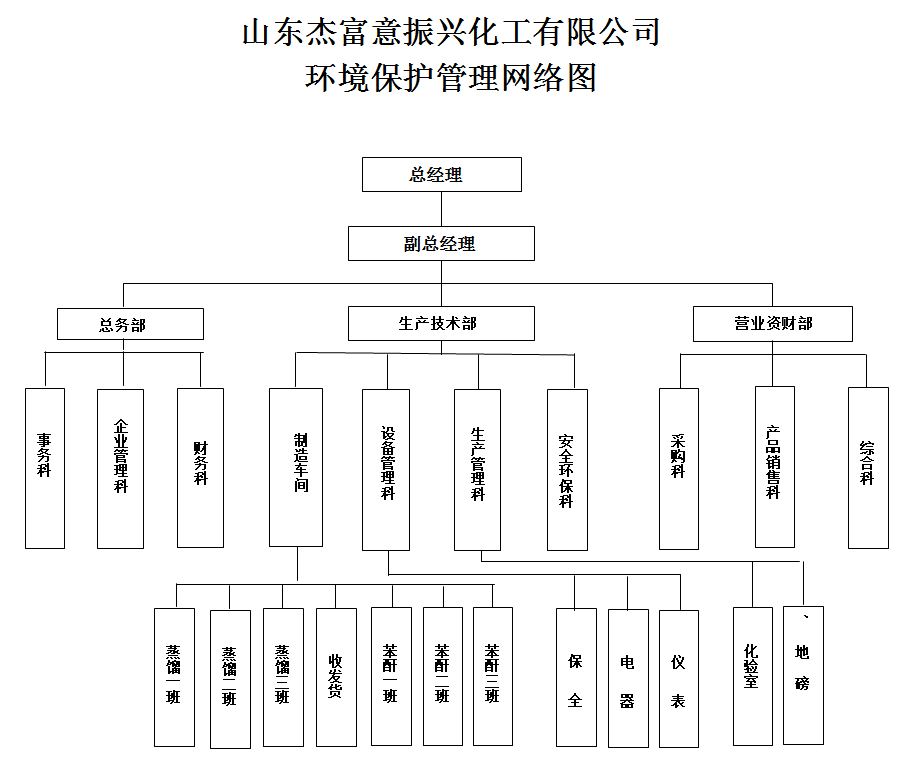 山东杰富意振兴化工有限公司
环境保护管理网络图
总经理
副总经理
总务部
生产技术部
营业资财部
事务科
企业管理科
财务科
制造车间
设备管理科
生产管理科
安全环保科
采购科
产品销售科
综合科
蒸馏一班
蒸馏二班
蒸馏三班
收发货
苯酐一班
苯酐二班
苯酐三班
保全
电器
仪表
化验室
、地磅